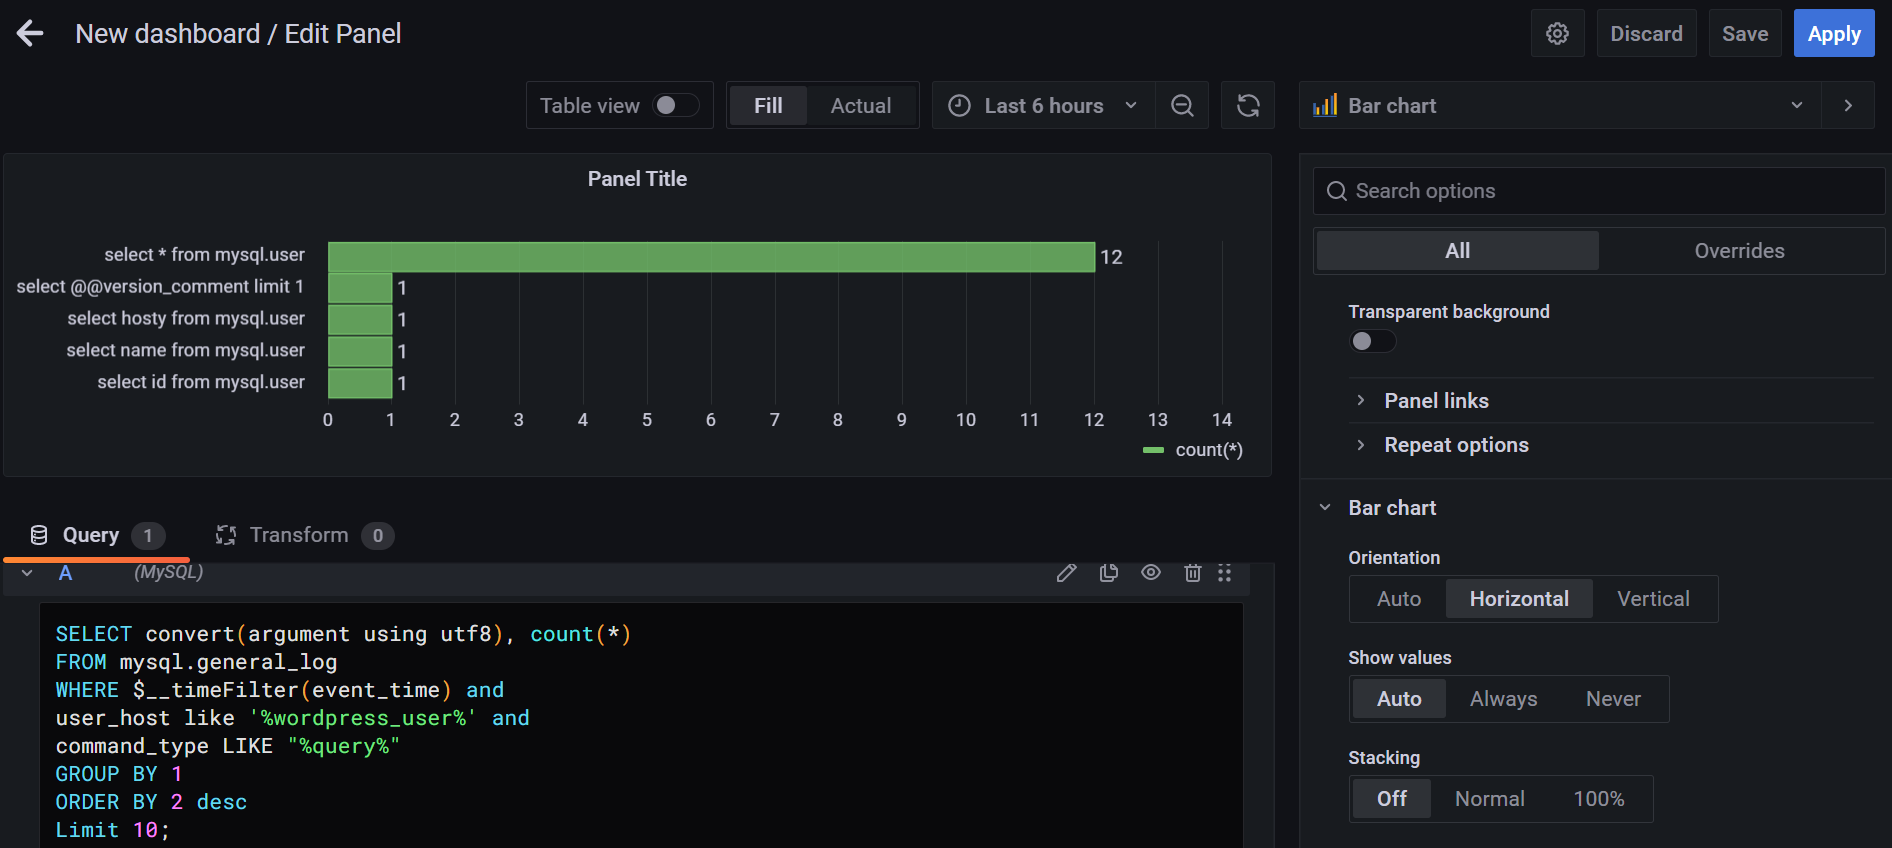 New dashboard / Edit Panel
Discard
Save
Apply
Table view
Fill
Actual
Last 6 hours
Bar chart
Panel Title
select * from mysql.user
12
select @@version_comment limit 1
1
select hosty from mysql.user
1
select name from mysql.user
1
select id from mysql.user
1
0 1 2 3 4 5 6 7 8 9 10 11 12 13 14
count(*)
Query 1
Transform 0
A (MySQL)
SELECT convert(argument using utf8), count(*)
FROM mysql.general_log
WHERE $__timeFilter(event_time) and
user_host like '%wordpress_user%' and
command_type LIKE "%query%"
GROUP BY 1
ORDER BY 2 desc
Limit 10;
Search options
All
Overrides
Transparent background
Panel links
Repeat options
Bar chart
Orientation
Auto Horizontal Vertical
Show values
Auto Always Never
Stacking
Off Normal 100%